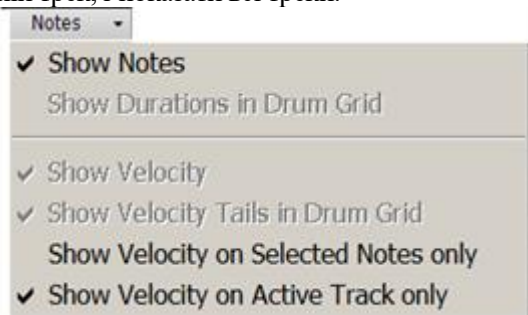 Notes
Show Notes
Show Durations in Drum Grid
Show Velocity
Show Velocity Tails in Drum Grid
Show Velocity on Selected Notes only
Show Velocity on Active Track only